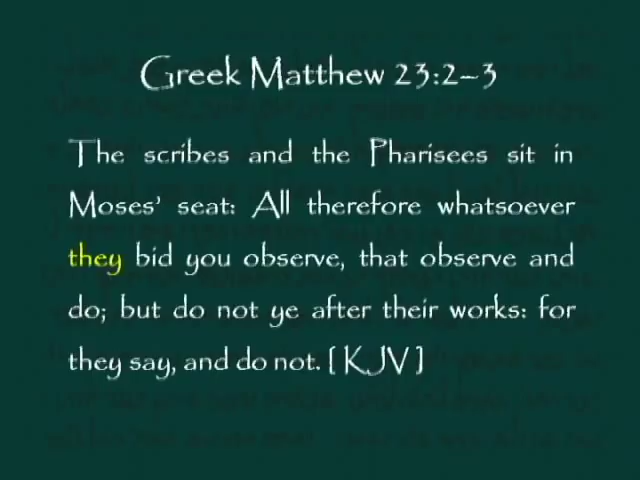 Greek Matthew 23:2–3
The scribes and the Pharisees sit in
Moses' seat: All therefore whatsoever
they bid you observe, that observe and
do; but do not ye after their works: for
they say, and do not. [ KJV ]